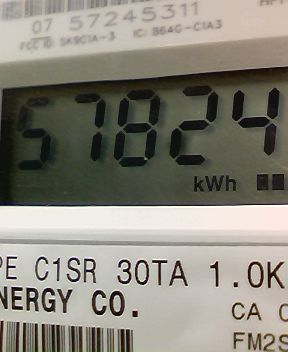 07 57245311
FCC ID: SK9C1A-3 IC: 864G-C1A3
57824
kWh
PE C1SR 30TA 1.0K
NERGY CO.
CA
FM2S